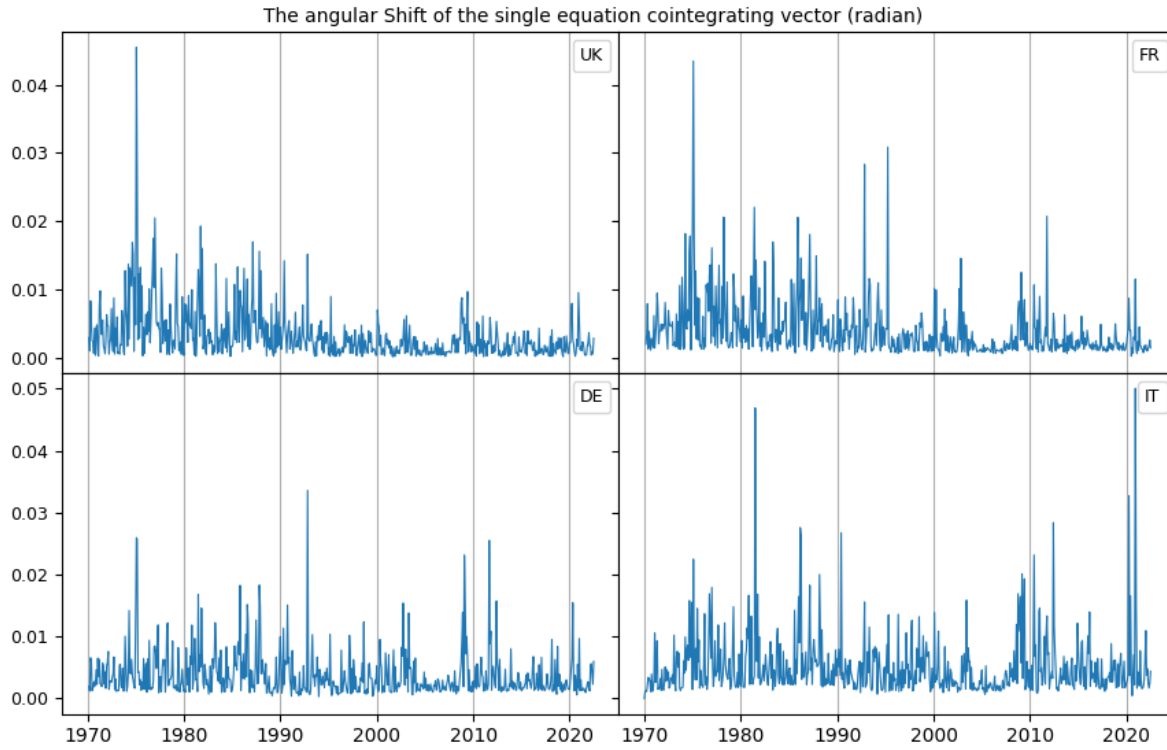 The angular Shift of the single equation cointegrating vector (radian)
UK
FR
0.04
0.03
0.02
0.01
0.00
DE
IT
0.05
0.04
0.03
0.02
0.01
0.00
1970 1980 1990 2000 2010 2020 1970 1980 1990 2000 2010 2020